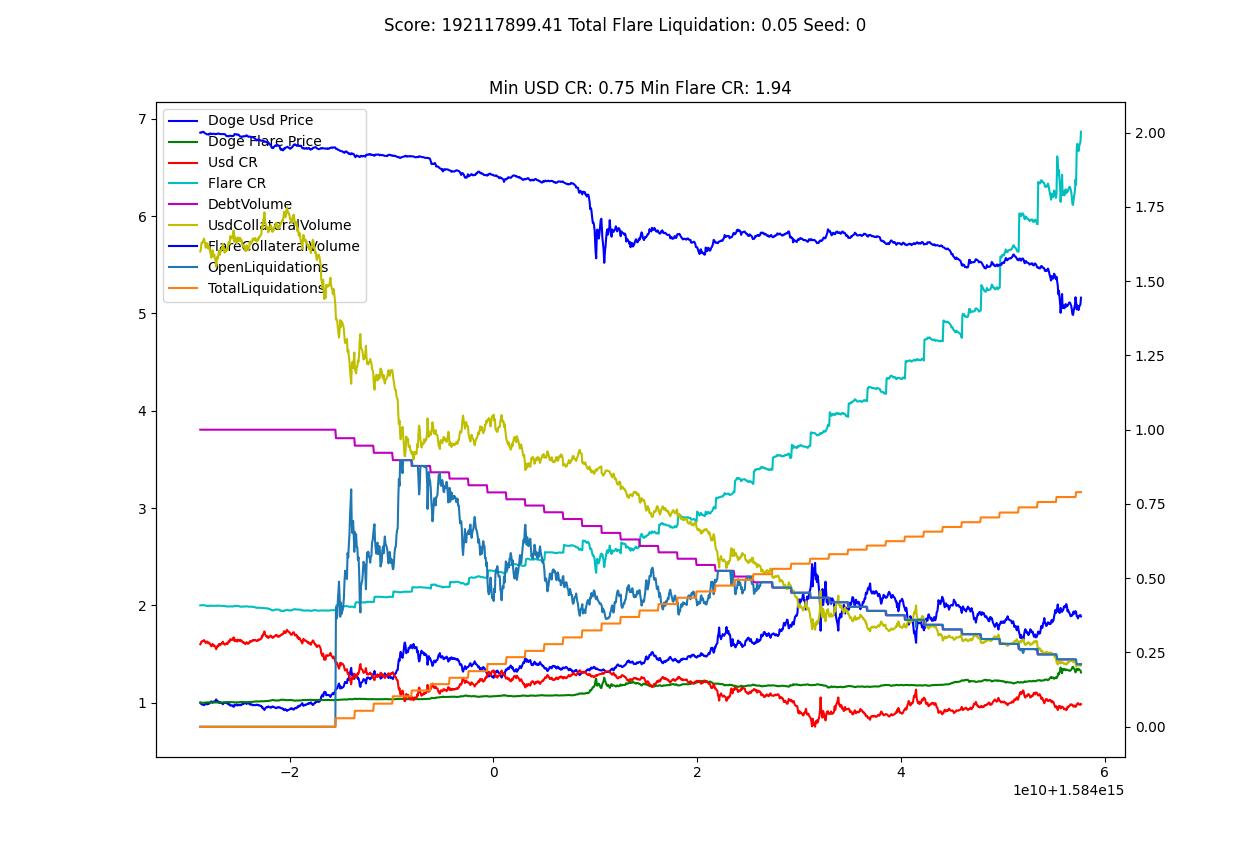 Score: 192117899.41 Total Flare Liquidation: 0.05 Seed: 0
Min USD CR: 0.75 Min Flare CR: 1.94
Doge Usd Price
Doge Flare Price
Usd CR
Flare CR
DebtVolume
UsdCollateralVolume
FlareCollateralVolume
OpenLiquidations
TotalLiquidations
7
6
5
4
3
2
1
2.00
1.75
1.50
1.25
1.00
0.75
0.50
0.25
0.00
−2 0 2 4 6
1e10+1.584e15